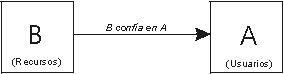 B
(Recursos)
B confía en A
A
(Usuarios)